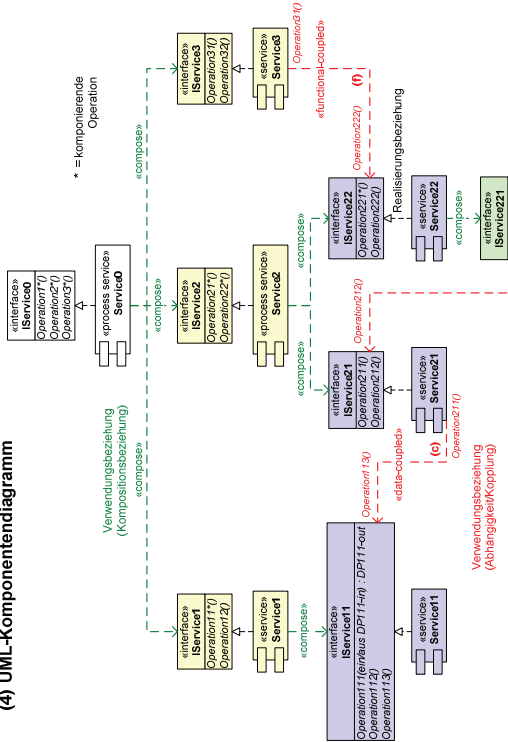 (4) UML-Komponentendiagramm
«interface»
IService0
Operation1*()
Operation2*()
Operation3*()
* = komponierende
Operation
«process service»
Service0
Verwendungsbeziehung
(Kompositionsbeziehung)
«compose»
«compose»
«compose»
«interface»
IService1
Operation11*()
Operation12()
«interface»
IService2
Operation21*()
Operation22*()
«interface»
IService3
Operation31()
Operation32()
«service»
Service1
«process service»
Service2
«service»
Service3
Operation31()
«functional-coupled»
(f)
Operation222()
«compose»
«compose»
«compose»
«interface»
IService11
Operation111(ein/aus DP111-in) : DP111-out
Operation112()
Operation113()
«interface»
IService21
Operation211()
Operation212()
«interface»
IService22
Operation221*()
Operation222()
Operation113()
«data-coupled»
(c)
Operation211()
Operation212()
Realisierungsbeziehung
«service»
Service11
«service»
Service21
«service»
Service22
«compose»
Verwendungsbeziehung
(Abhängigkeit/Kopplung)
«interface»
IService221